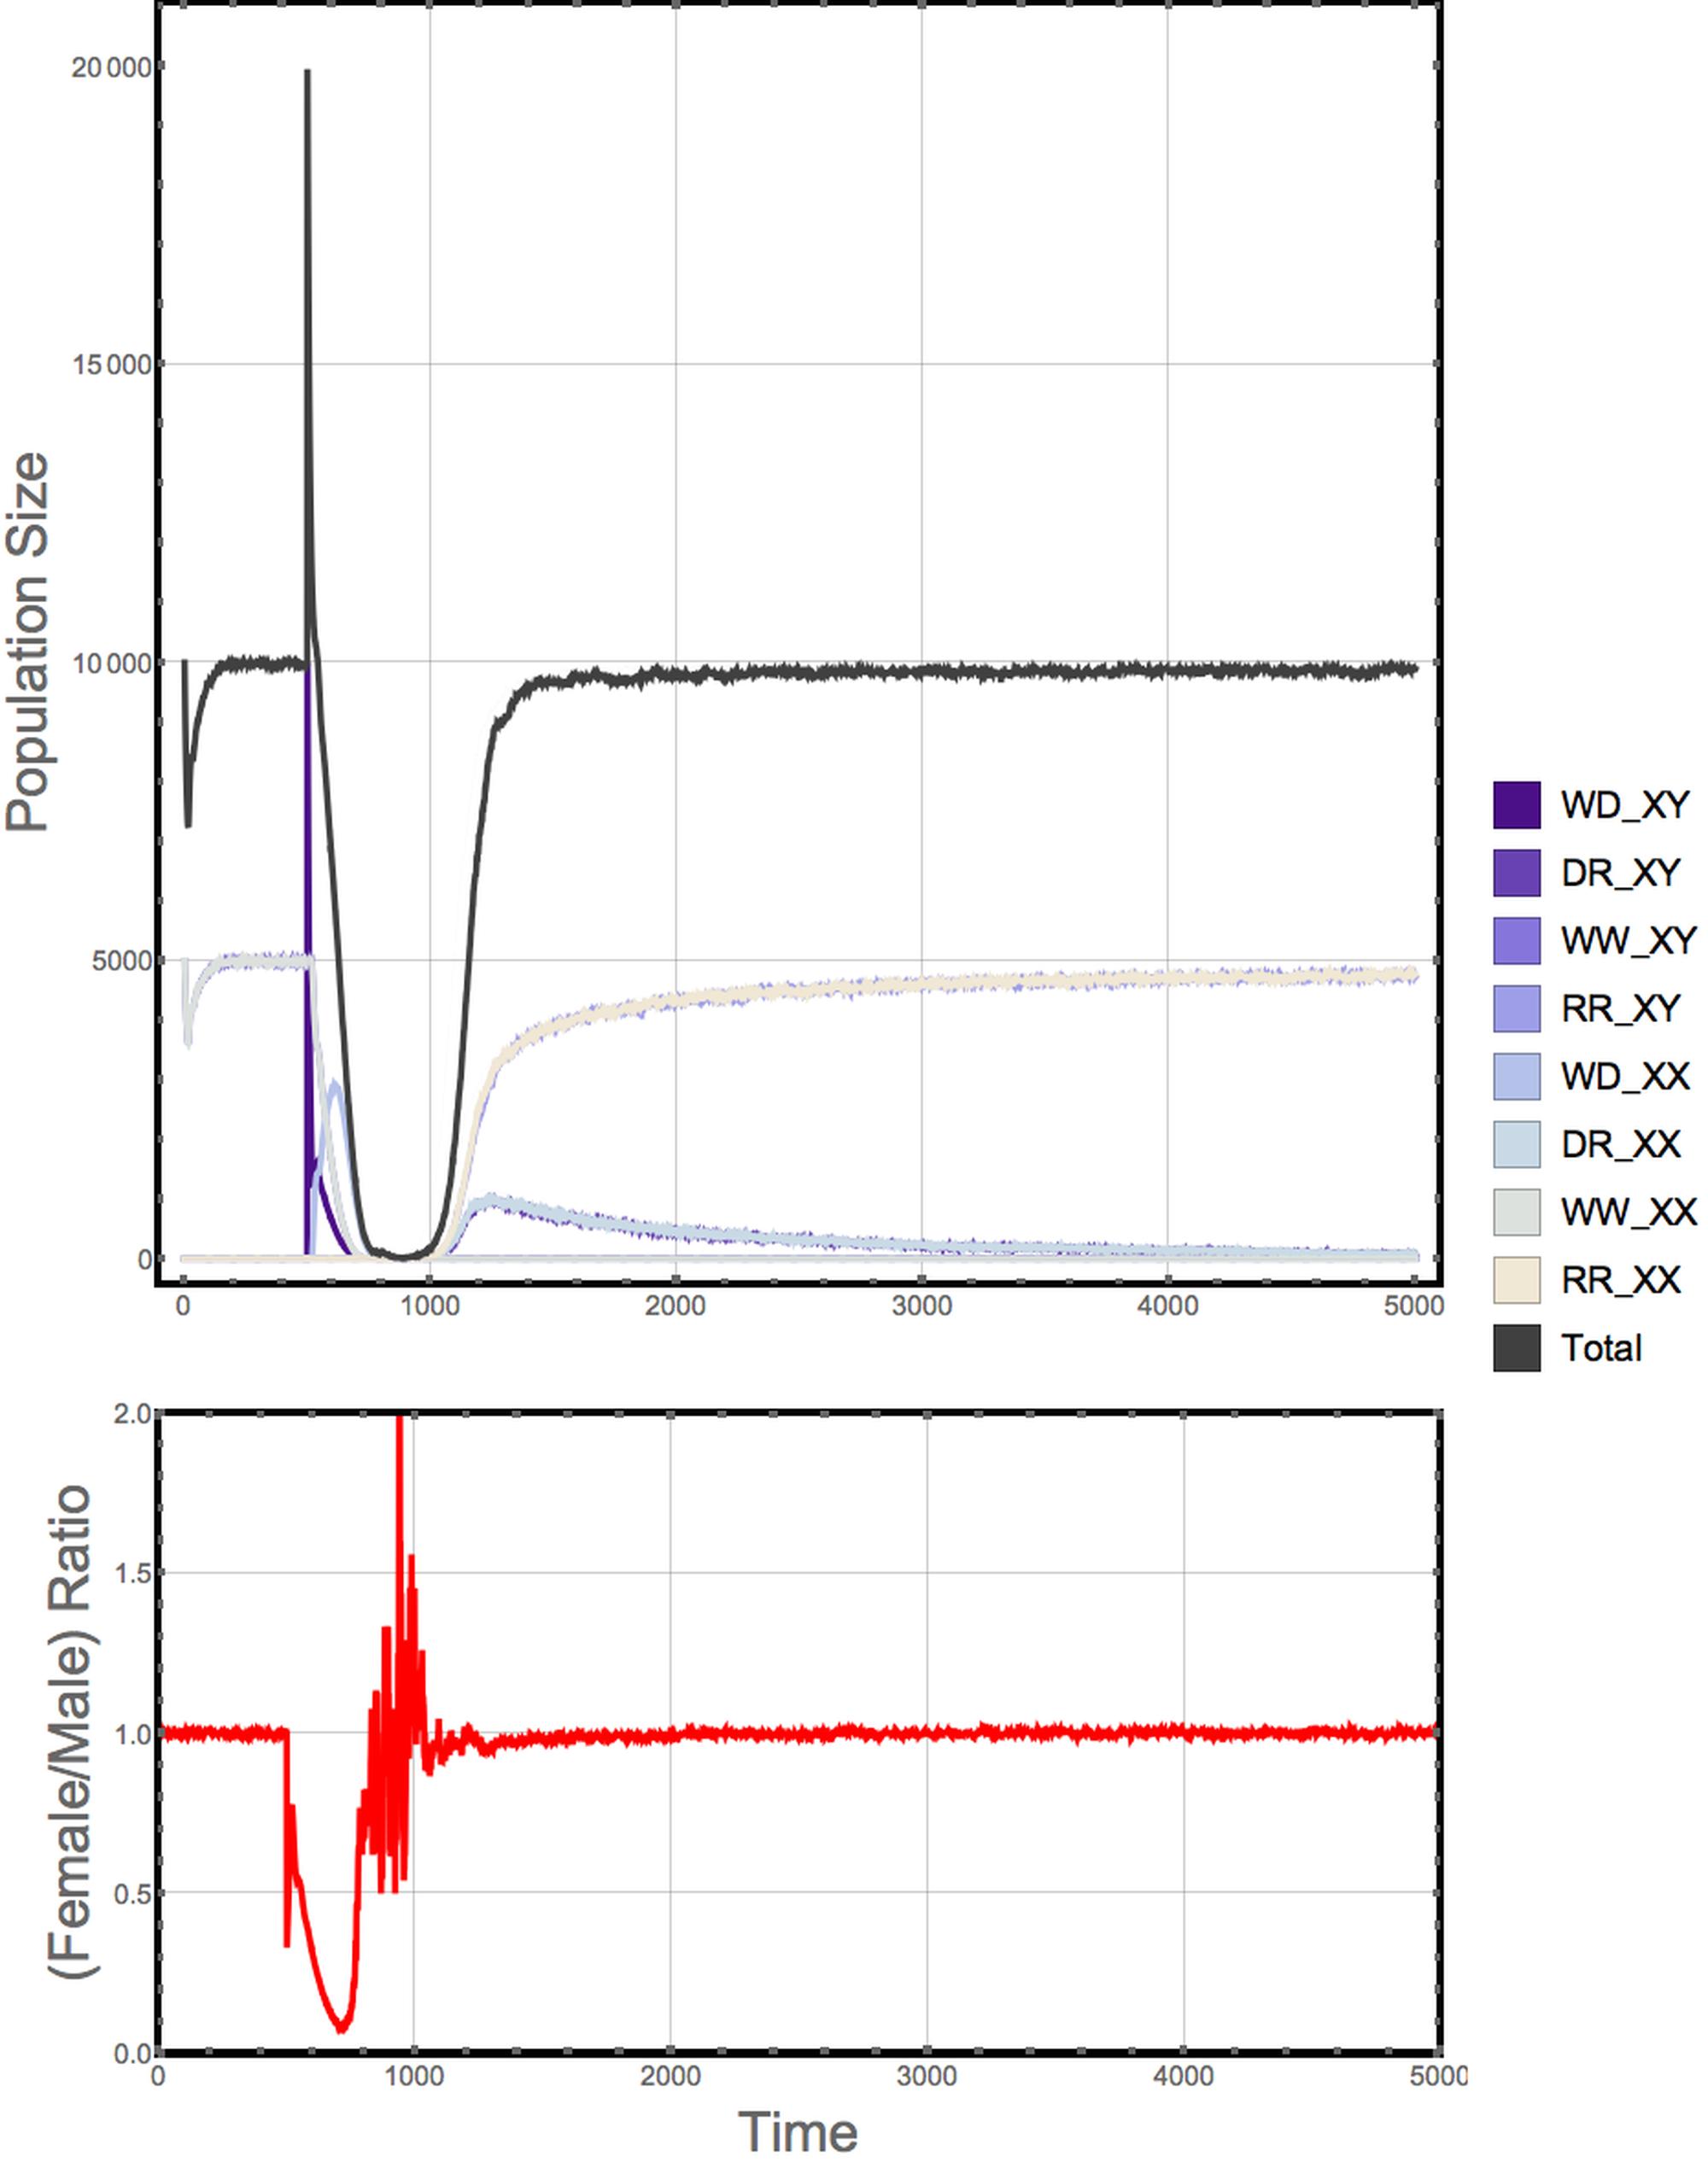 Population Size
20 000
15 000
10 000
5000
0
0 1000 2000 3000 4000 5000
WD_XY
DR_XY
WW_XY
RR_XY
WD_XX
DR_XX
WW_XX
RR_XX
Total
(Female/Male) Ratio
2.0
1.5
1.0
0.5
0.0
0 1000 2000 3000 4000 5000
Time